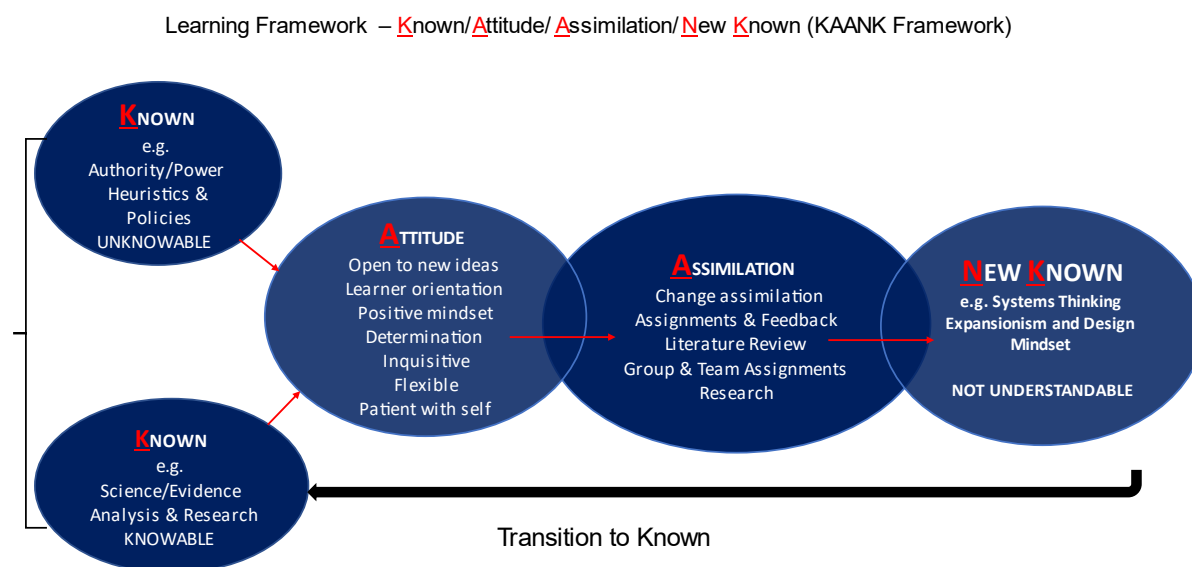 Learning Framework – Known/Attitude/ Assimilation/ New Known (KAANK Framework)
KNOWN
e.g.
Authority/Power
Heuristics &
Policies
UNKNOWABLE
KNOWN
e.g.
Science/Evidence
Analysis & Research
KNOWABLE
ATTITUDE
Open to new ideas
Learner orientation
Positive mindset
Determination
Inquisitive
Flexible
Patient with self
ASSIMILATION
Change assimilation
Assignments & Feedback
Literature Review
Group & Team Assignments
Research
NEW KNOWN
e.g. Systems Thinking
Expansionism and Design
Mindset
NOT UNDERSTANDABLE
Transition to Known